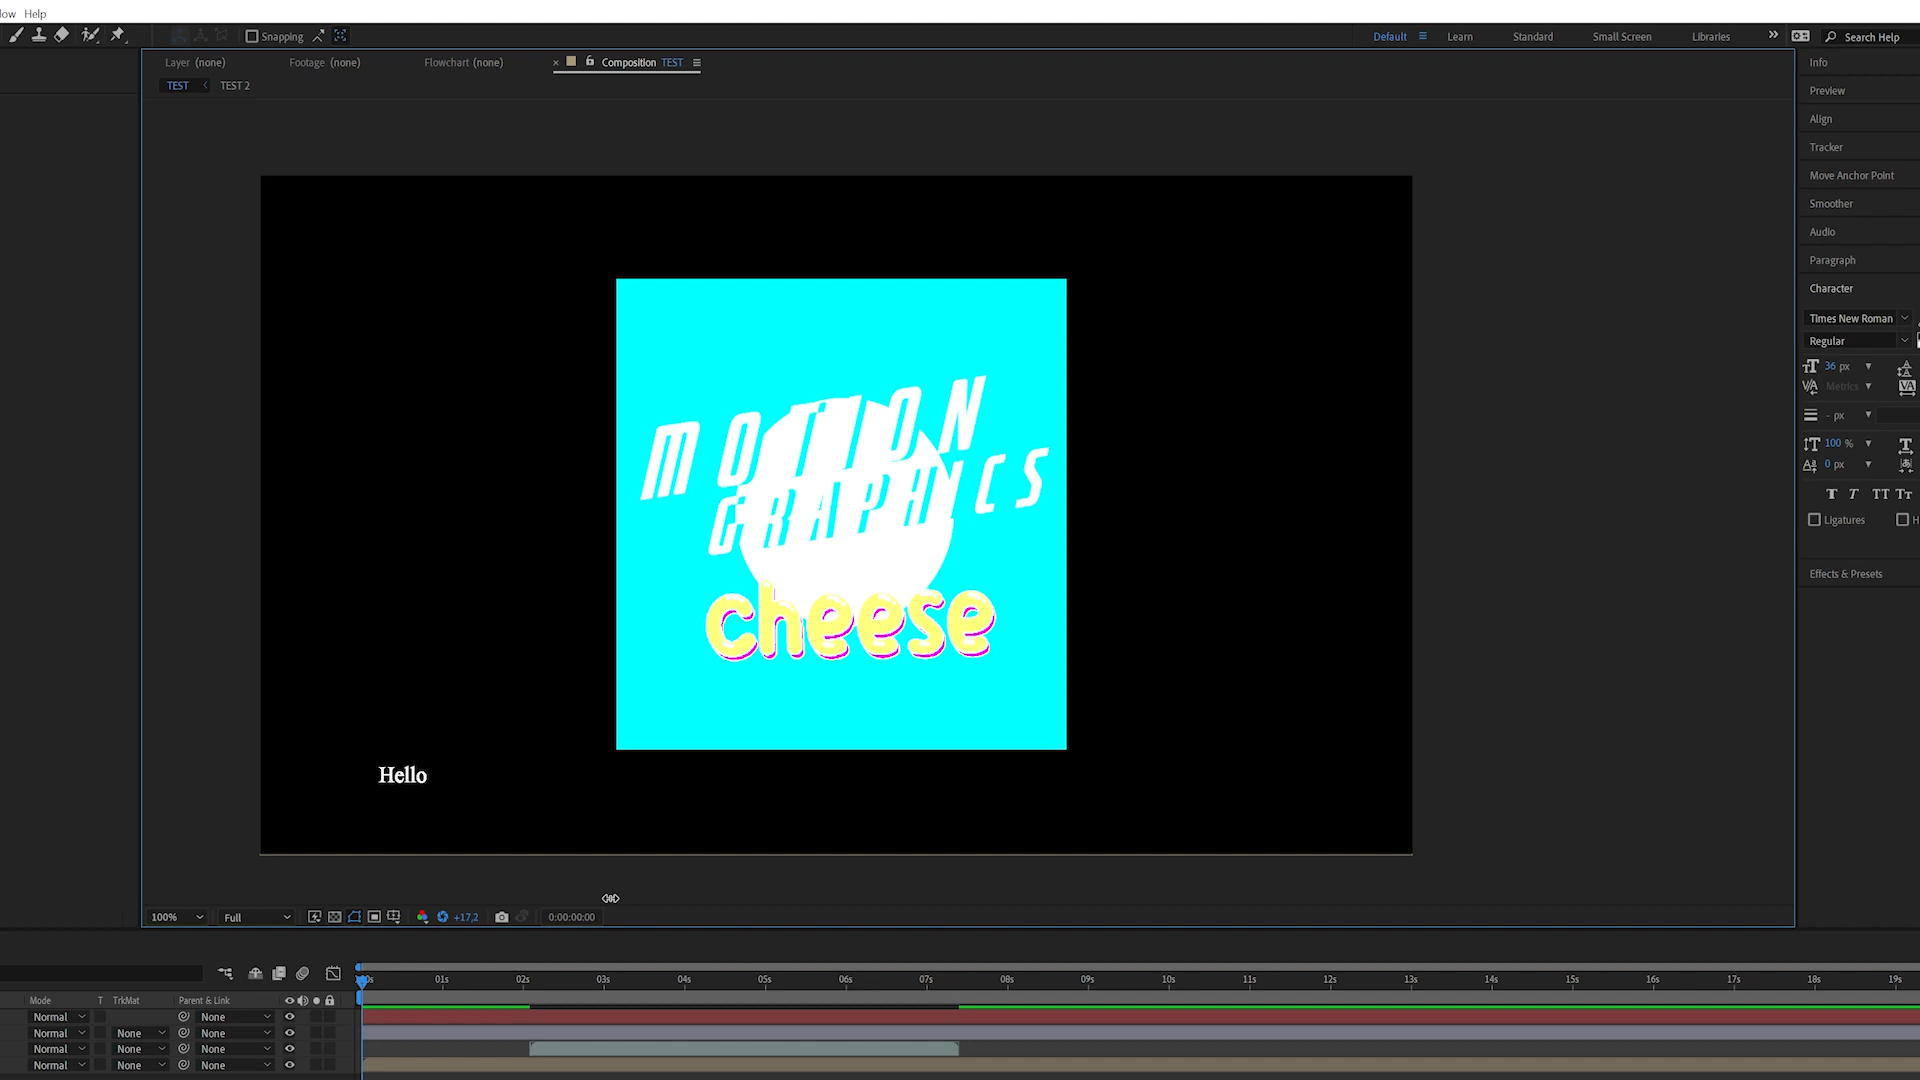 Help
Snapping
Default
Learn
Standard
Small Screen
Libraries
Search Help
Layer (none)
Footage (none)
Flowchart (none)
Composition TEST
TEST
TEST 2
Info
Preview
Align
Tracker
Move Anchor Point
Smoother
Audio
Paragraph
Character
Times New Roman
Regular
36 px
Metrics
- px
100 %
0 px
Ligatures
Effects & Presets
MOTION
GRAPHICS
cheese
Hello
100%
Full
+17,2
0:00:00:00
01s 02s 03s 04s 05s 06s 07s 08s 09s 10s 11s 12s 13s 14s 15s 16s 17s 18s 19s
Mode T TrkMat Parent & Link
Normal None
Normal None None
Normal None None
Normal None None